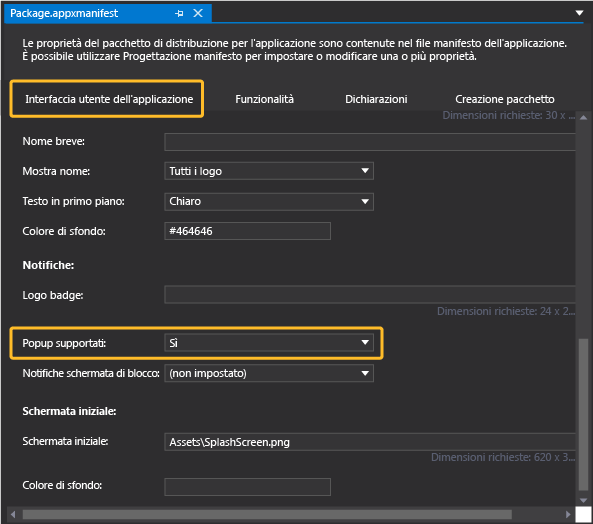 Package.appxmanifest
Le proprietà del pacchetto di distribuzione per l'applicazione sono contenute nel file manifesto dell'applicazione.
È possibile utilizzare Progettazione manifesto per impostare o modificare una o più proprietà.
Interfaccia utente dell'applicazione Funzionalità Dichiarazioni Creazione pacchetto
Dimensioni richieste: 30 x ...
Nome breve:
Mostra nome: Tutti i logo
Testo in primo piano: Chiaro
Colore di sfondo: #464646
Notifiche:
Logo badge:
Dimensioni richieste: 24 x 2...
Popup supportati: Sì
Notifiche schermata di blocco: (non impostato)
Schermata iniziale:
Schermata iniziale: Assets\SplashScreen.png
Dimensioni richieste: 620 x 3...
Colore di sfondo: